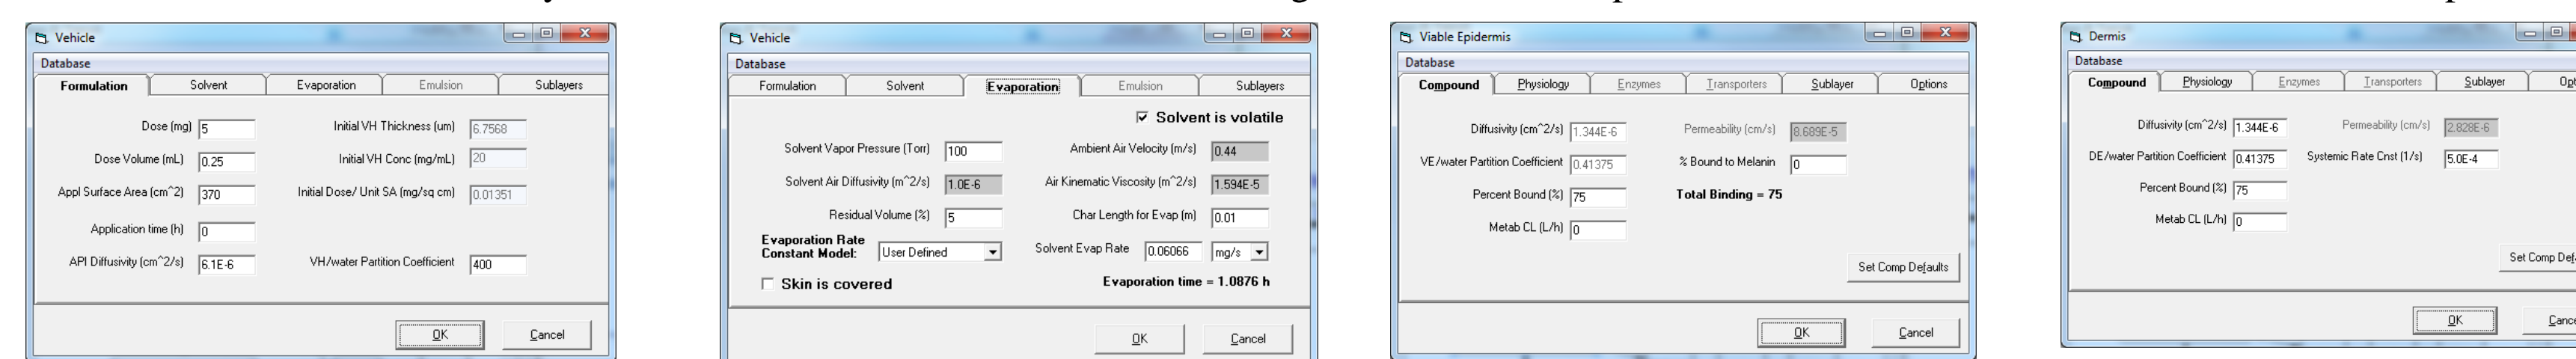 Vehicle
Database
Formulation Solvent Evaporation Emulsion Sublayers
Dose (mg) 5 Initial VH Thickness (um) 6.7568
Dose Volume (mL) 0.25 Initial VH Conc (mg/mL) 20
Appl Surface Area (cm^2) 370 Initial Dose/ Unit SA (mg/sq cm) 0.01351
Application time (h) 0
API Diffusivity (cm^2/s) 6.1E-6 VH/water Partition Coefficient 400
OK Cancel
Vehicle
Database
Formulation Solvent Evaporation Emulsion Sublayers
Solvent is volatile
Solvent Vapor Pressure (Torr) 100 Ambient Air Velocity (m/s) 0.44
Solvent Air Diffusivity (m^2/s) 1.0E-6 Air Kinematic Viscosity (m^2/s) 1.594E-5
Residual Volume (%) 5 Char Length for Evap (m) 0.01
Evaporation Rate
Constant Model: User Defined Solvent Evap Rate 0.06066 mg/s
Skin is covered Evaporation time = 1.0876 h
OK Cancel
Viable Epidermis
Database
Compound Physiology Enzymes Transporters Sublayer Options
Diffusivity (cm^2/s) 1.344E-6 Permeability (cm/s) 8.689E-5
VE/water Partition Coefficient 0.41375 % Bound to Melanin 0
Percent Bound (%) 75 Total Binding = 75
Metab CL (L/h) 0
Set Comp Defaults
OK Cancel
Dermis
Database
Compound Physiology Enzymes Transporters Sublayer Opt
Diffusivity (cm^2/s) 1.344E-6 Permeability (cm/s) 2.828E-6
DE/water Partition Coefficient 0.41375 Systemic Rate Cnst (1/s) 5.0E-4
Percent Bound (%) 75
Metab CL (L/h) 0
Set Comp Defa
OK Cance